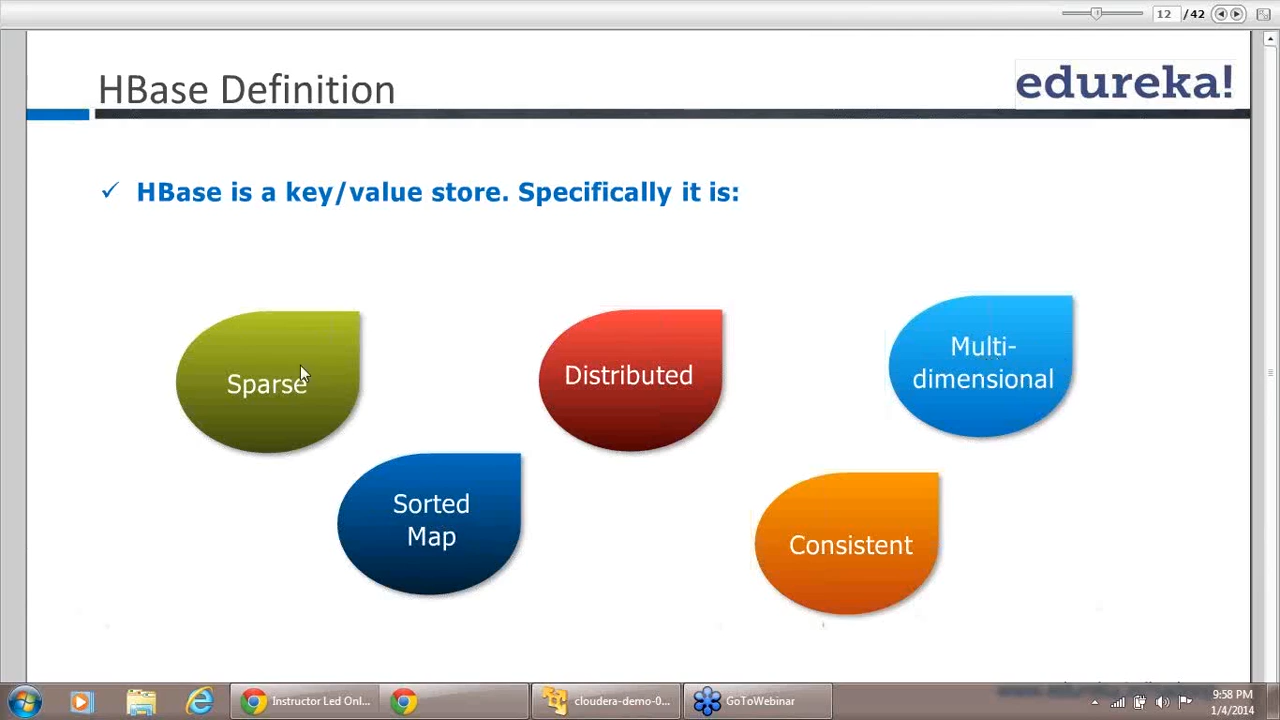 12 /42
HBase Definition
edureka!
✓ HBase is a key/value store. Specifically it is:
Sparse
Distributed
Multi-
dimensional
Sorted
Map
Consistent
Instructor Led Onl...
cloudera-demo-0...
GoToWebinar
9:58 PM
1/4/2014